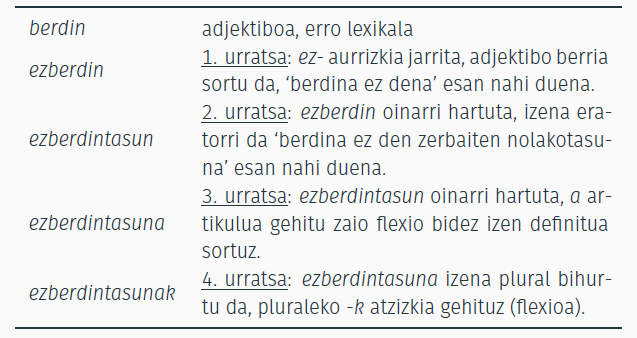 berdin adjektiboa, erro lexikala
ezberdin 1. urratsa: ez- aurrizkia jarrita, adjektibo berria
sortu da, ‘berdina ez dena’ esan nahi duena.
ezberdintasun 2. urratsa: ezberdin oinarri hartuta, izena era-
torri da ‘berdina ez den zerbaiten nolakotasu-
na’ esan nahi duena.
ezberdintasuna 3. urratsa: ezberdintasun oinarri hartuta, a ar-
tikulua gehitu zaio flexio bidez izen definitua
sortuz.
ezberdintasunak 4. urratsa: ezberdintasuna izena plural bihur-
tu da, pluraleko -k atzizkia gehituz (flexioa).